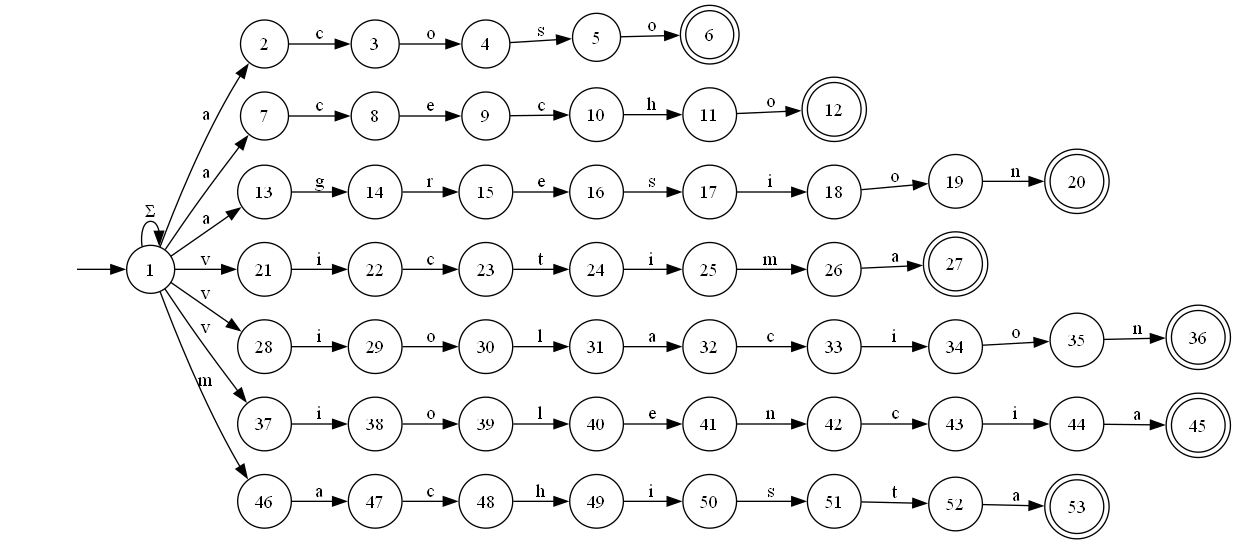 2 c 3 o 4 s 5 o 6
a
7 c 8 e 9 c 10 h 11 o 12
a
13 g 14 r 15 e 16 s 17 i 18 o 19 n 20
a
Σ
1 v 21 i 22 c 23 t 24 i 25 m 26 a 27
v
28 i 29 o 30 l 31 a 32 c 33 i 34 o 35 n 36
v
m
37 i 38 o 39 l 40 e 41 n 42 c 43 i 44 a 45
46 a 47 c 48 h 49 i 50 s 51 t 52 a 53